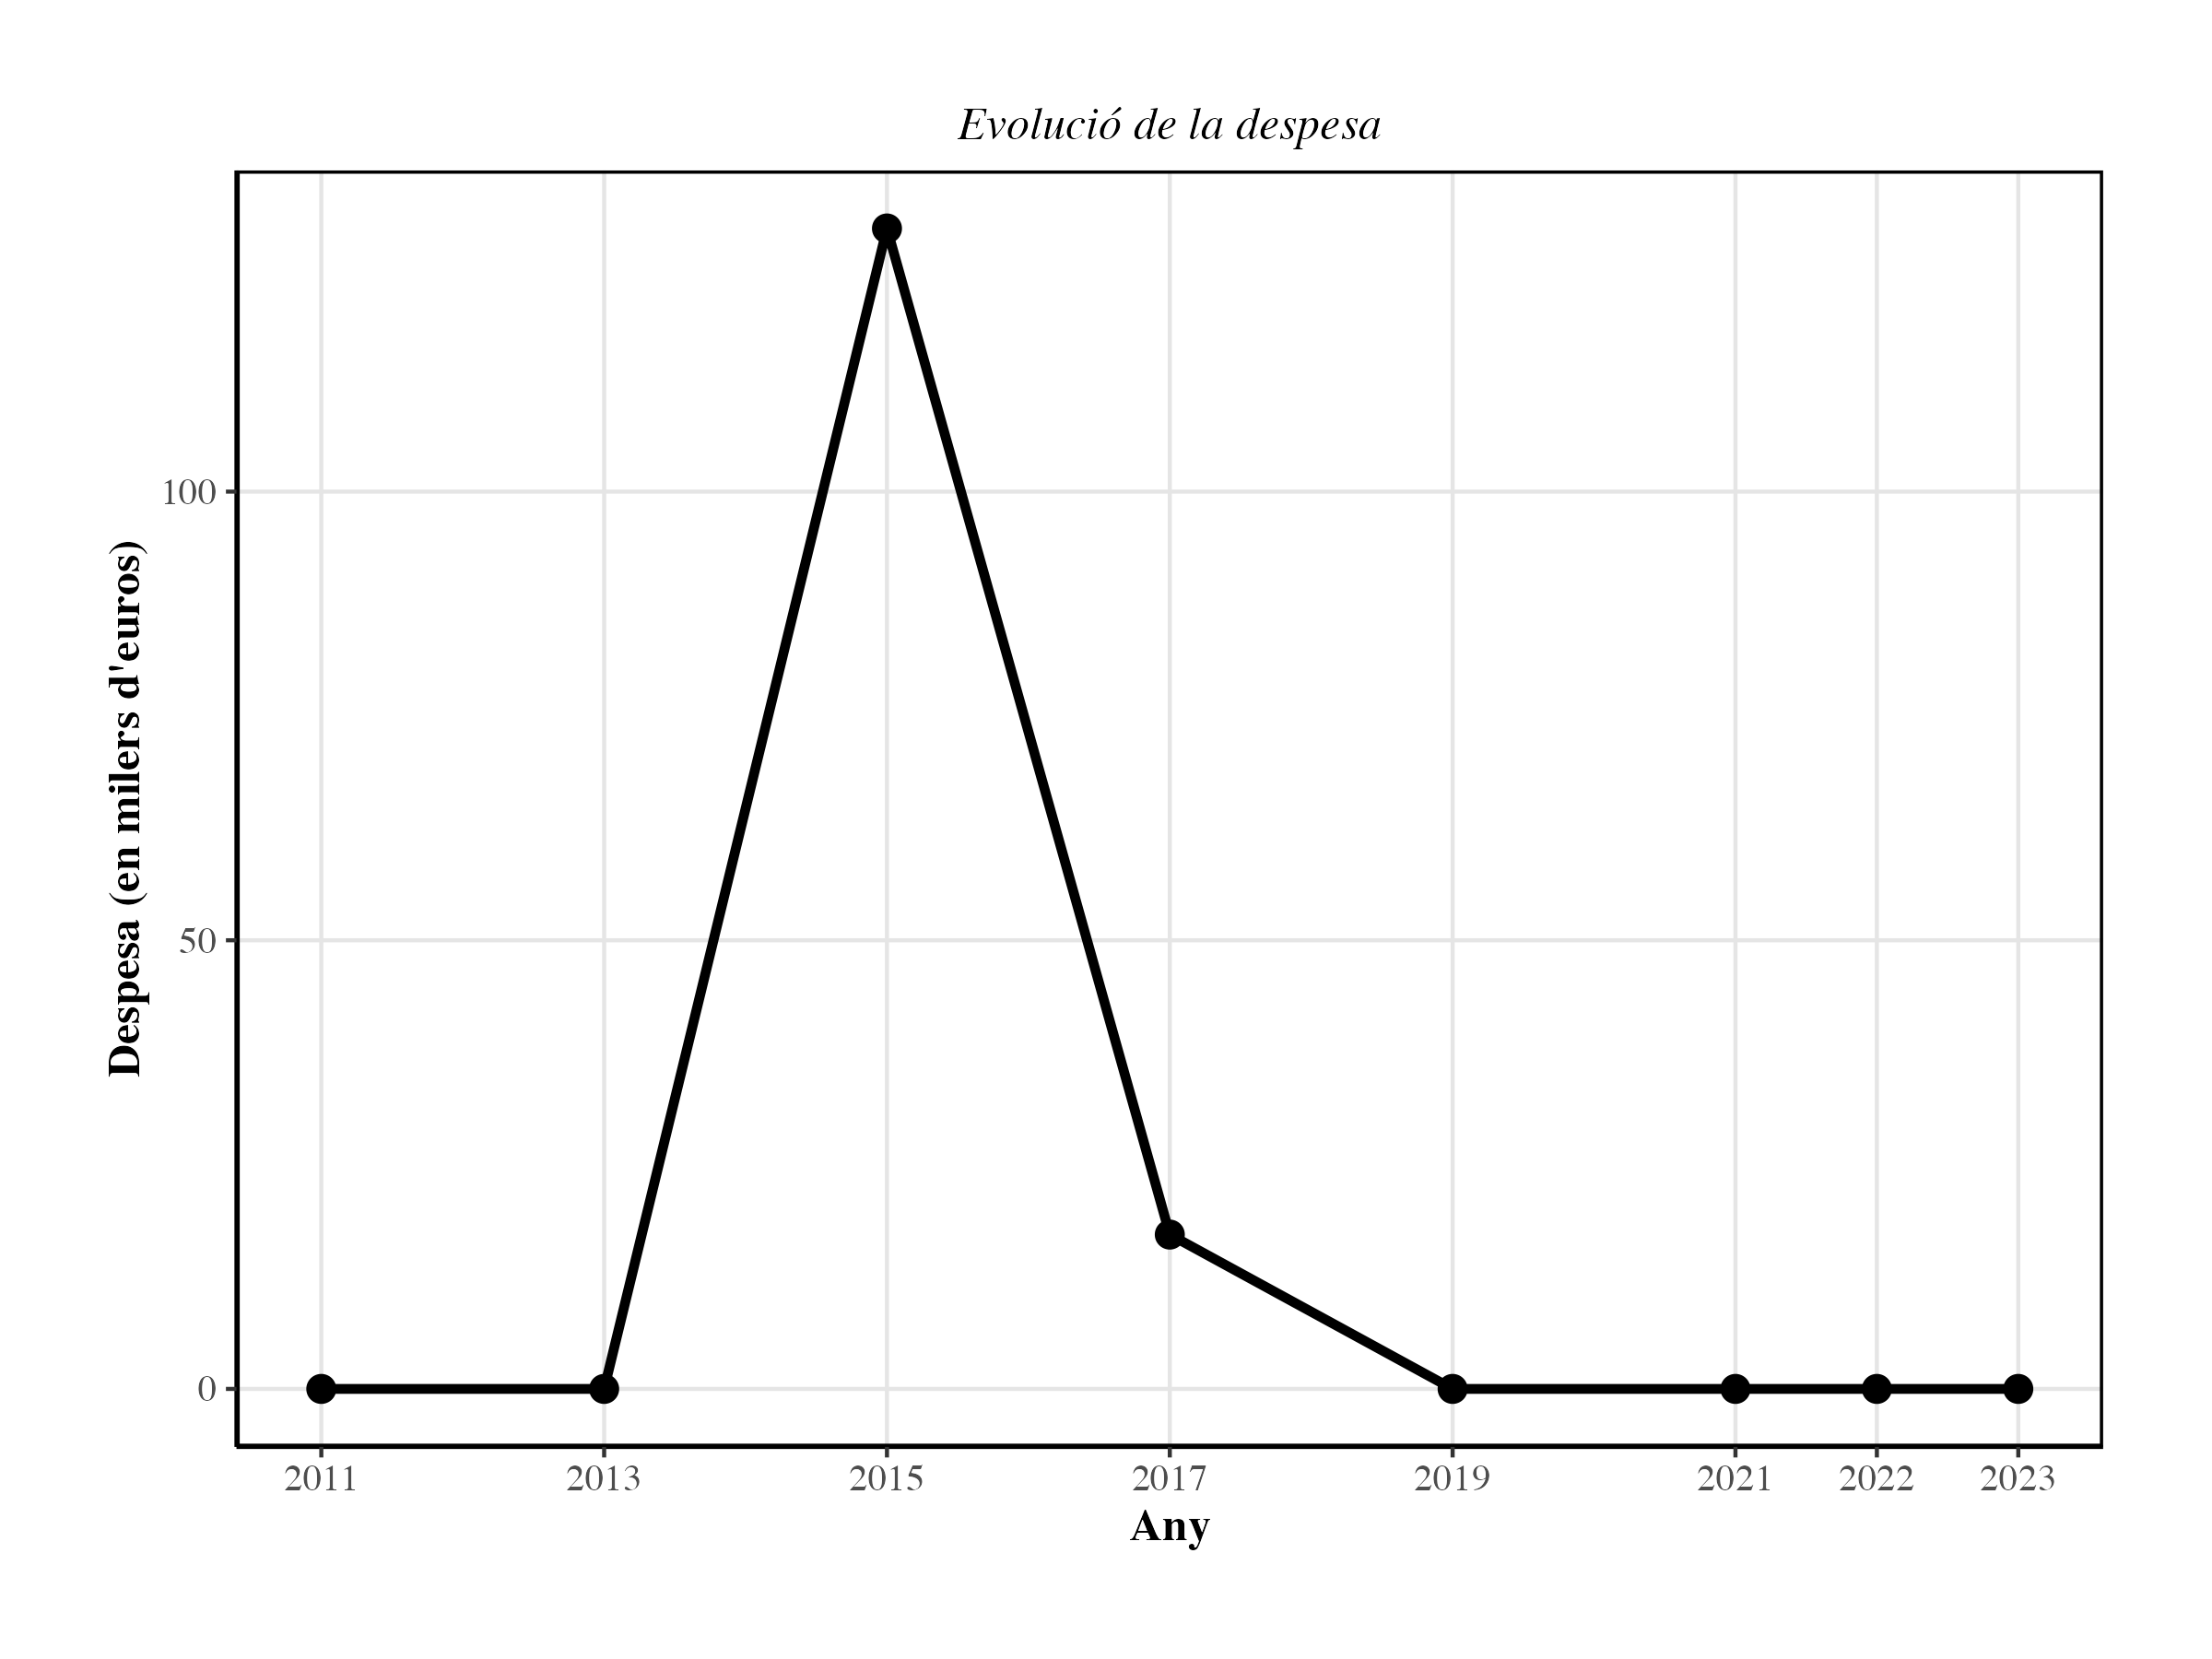 Evolució de la despesa
Despesa (en milers d'euros)
100
50
0
2011 2013 2015 2017 2019 2021 2022 2023
Any